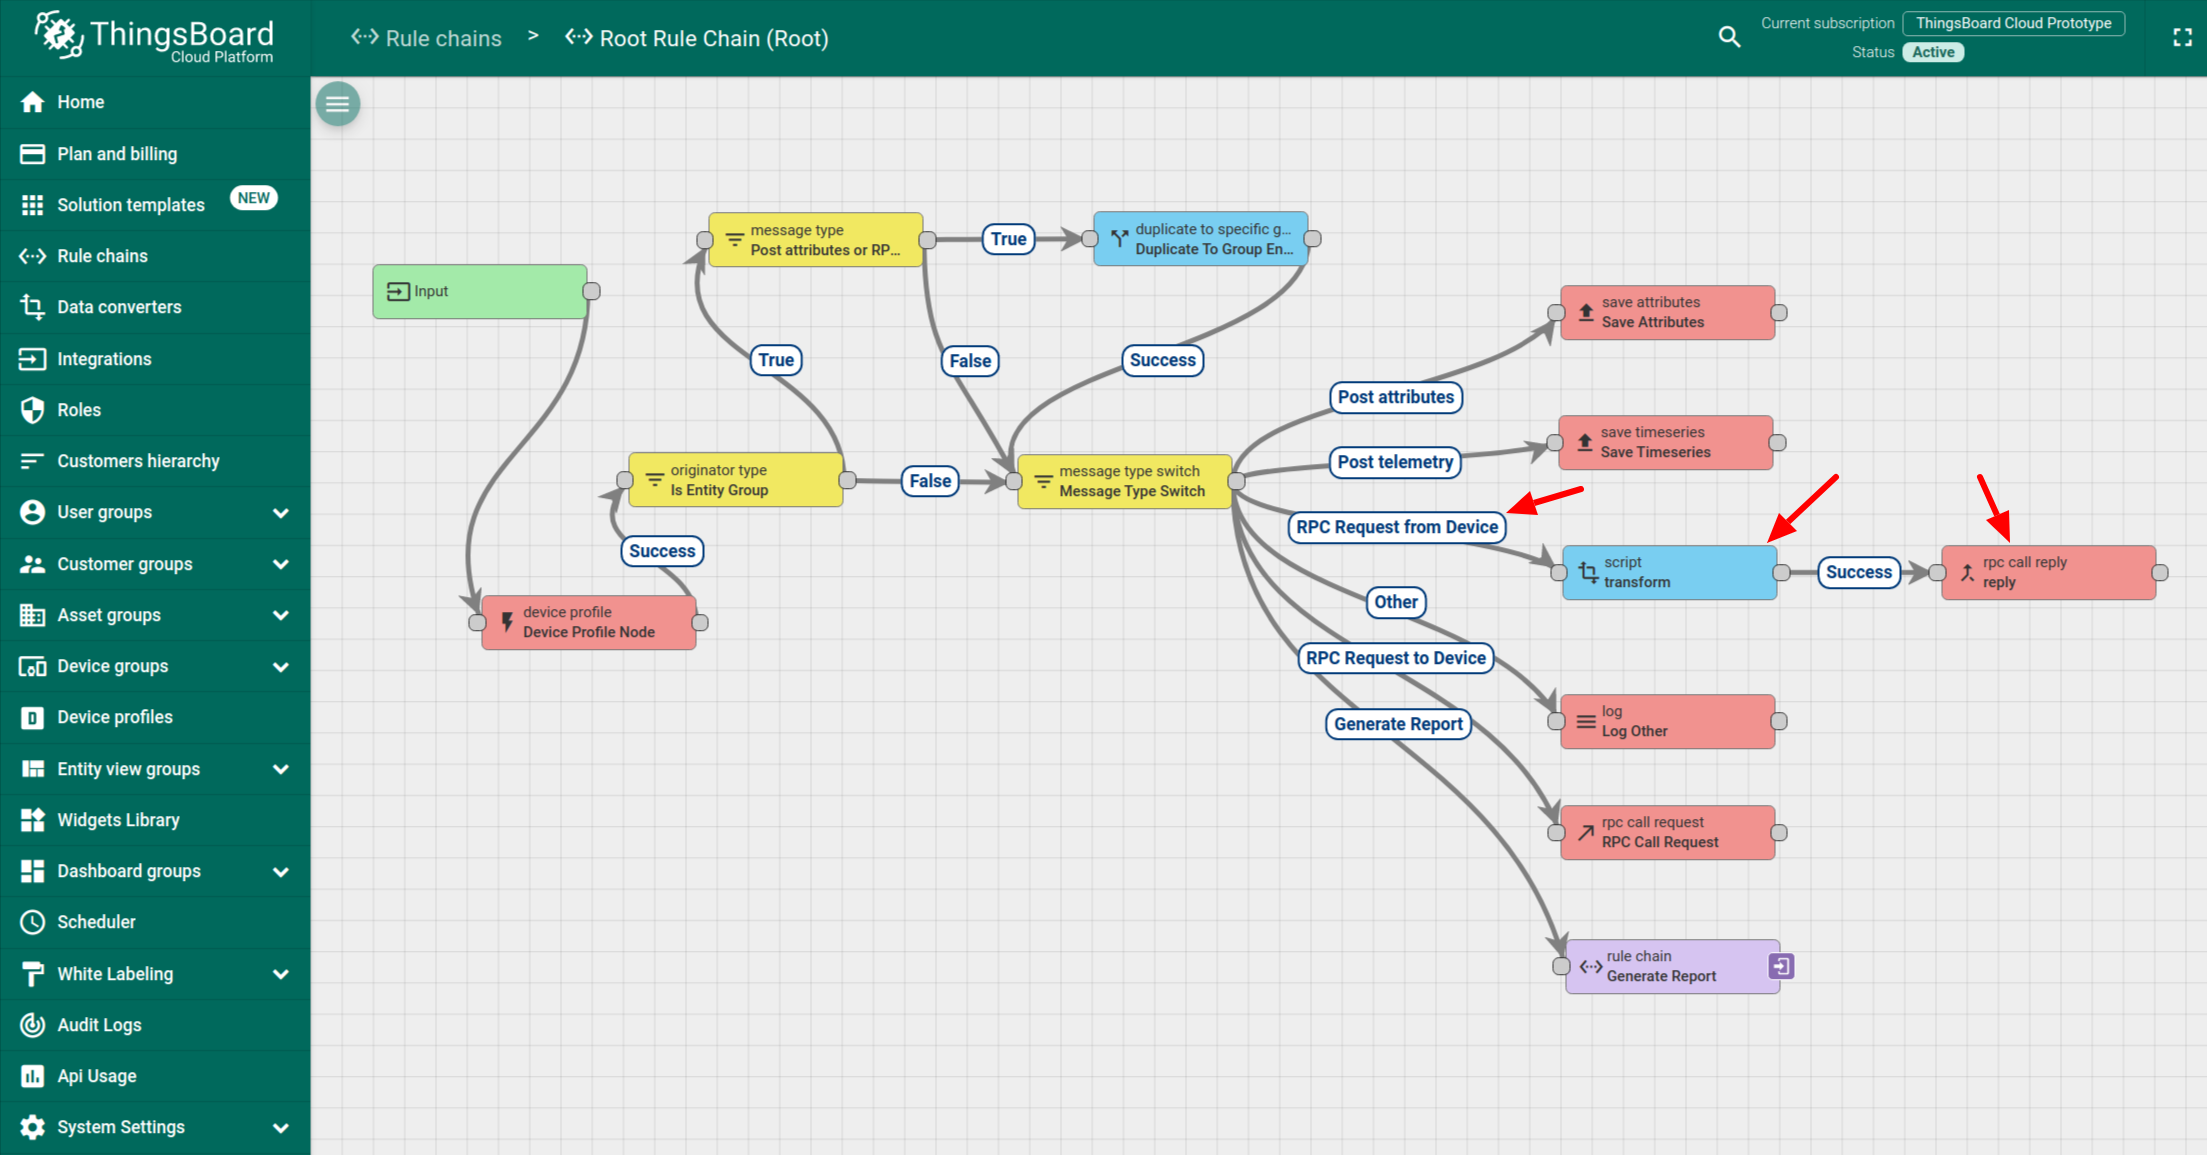 ThingsBoard
Cloud Platform
Rule chains > Root Rule Chain (Root)
Current subscription ThingsBoard Cloud Prototype
Status Active
Home
Plan and billing
Solution templates NEW
Rule chains
Data converters
Integrations
Roles
Customers hierarchy
User groups
Customer groups
Asset groups
Device groups
Device profiles
Entity view groups
Widgets Library
Dashboard groups
Scheduler
White Labeling
Audit Logs
Api Usage
System Settings
Input
message type
Post attributes or RP...
True
duplicate to specific g...
Duplicate To Group En...
True
False
Success
originator type
Is Entity Group
False
message type switch
Message Type Switch
Success
device profile
Device Profile Node
Post attributes
Post telemetry
RPC Request from Device
Other
RPC Request to Device
Generate Report
save attributes
Save Attributes
save timeseries
Save Timeseries
script
transform
Success
rpc call reply
reply
log
Log Other
rpc call request
RPC Call Request
rule chain
Generate Report